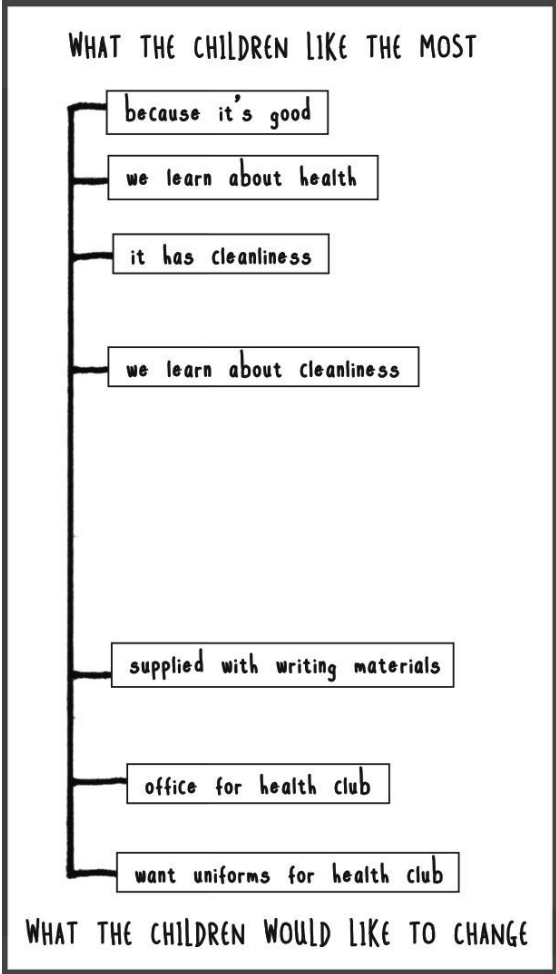 WHAT THE CHILDREN LIKE THE MOST
because it's good
we learn about health
it has cleanliness
we learn about cleanliness
supplied with writing materials
office for health club
want uniforms for health club
WHAT THE CHILDREN WOULD LIKE TO CHANGE